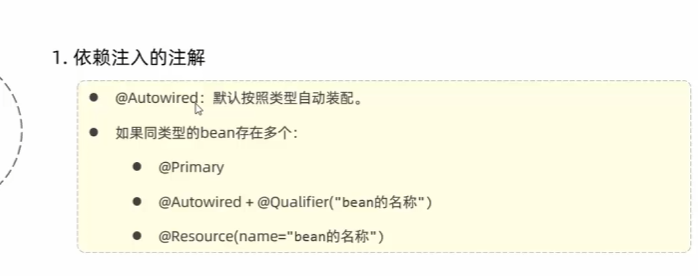 1. 依赖注入的注解
● @Autowired：默认按照类型自动装配。
● 如果同类型的bean存在多个：
● @Primary
● @Autowired + @Qualifier("bean的名称")
● @Resource(name="bean的名称")